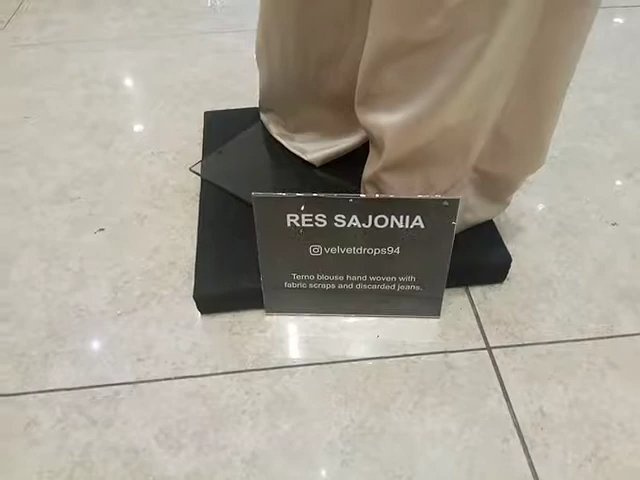 RES SAJONIA
velvetdrops94
Terno blouse hand woven with
fabric scraps and discarded jeans.